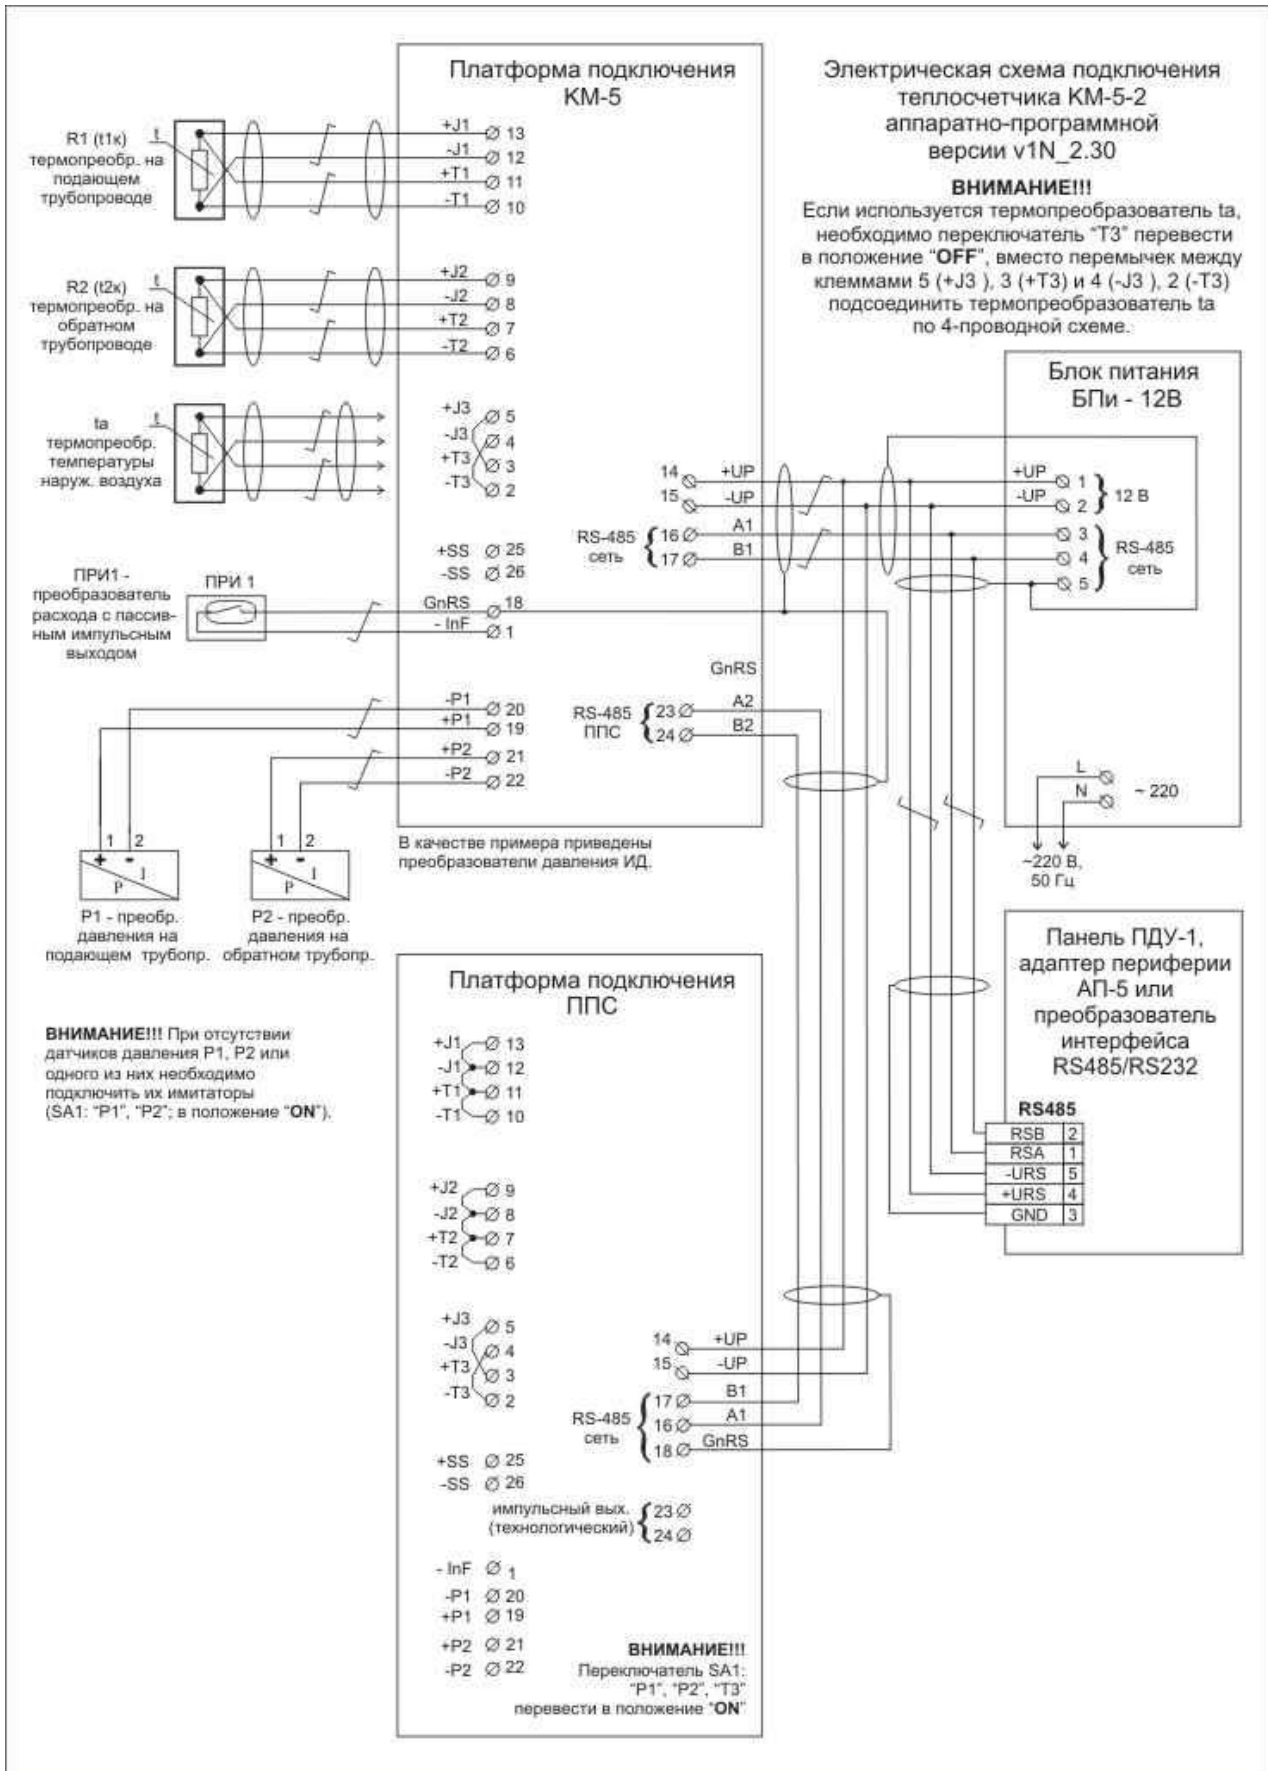 Платформа подключения
КМ-5
Электрическая схема подключения
теплосчетчика КМ-5-2
аппаратно-программной
версии v1N_2.30
ВНИМАНИЕ!!!
Если используется термопреобразователь ta,
необходимо переключатель "Т3" перевести
в положение "OFF", вместо перемычек между
клеммами 5 (+J3 ), 3 (+T3) и 4 (-J3 ), 2 (-T3)
подсоединить термопреобразователь ta
по 4-проводной схеме.
R1 (t1к)
термопреобр. на
подающем
трубопроводе
t
+J1 13
-J1 12
+T1 11
-T1 10
R2 (t2к)
термопреобр. на
обратном
трубопроводе
t
+J2 9
-J2 8
+T2 7
-T2 6
ta
термопреобр.
температуры
наруж. воздуха
t
+J3 5
-J3 4
+T3 3
-T3 2
14 +UP
15 -UP
RS-485
сеть
16 A1
17 B1
Блок питания
БПи - 12В
+UP 1
-UP 2
12 В
3
4
5
RS-485
сеть
+SS 25
-SS 26
ПРИ1 -
преобразователь
расхода с пассив-
ным импульсным
выходом
ПРИ 1
GnRS 18
- InF 1
GnRS
-P1 20
+P1 19
+P2 21
-P2 22
RS-485
ППС
23 A2
24 B2
L
N
~ 220
~220 В,
50 Гц
1 2
+ -
P I
P1 - преобр.
давления на
подающем трубопр.
1 2
+ -
P I
P2 - преобр.
давления на
обратном трубопр.
В качестве примера приведены
преобразователи давления ИД.
Панель ПДУ-1,
адаптер периферии
АП-5 или
преобразователь
интерфейса
RS485/RS232
RS485
RSB 2
RSA 1
-URS 5
+URS 4
GND 3
ВНИМАНИЕ!!! При отсутствии
датчиков давления P1, P2 или
одного из них необходимо
подключить их имитаторы
(SA1: "P1", "P2"; в положение "ON").
Платформа подключения
ППС
+J1 13
-J1 12
+T1 11
-T1 10
+J2 9
-J2 8
+T2 7
-T2 6
+J3 5
-J3 4
+T3 3
-T3 2
14 +UP
15 -UP
RS-485
сеть
17 B1
16 A1
18 GnRS
+SS 25
-SS 26
импульсный вых.
(технологический)
23
24
- InF 1
-P1 20
+P1 19
+P2 21
-P2 22
ВНИМАНИЕ!!!
Переключатель SA1:
"P1", "P2", "T3"
перевести в положение "ON"